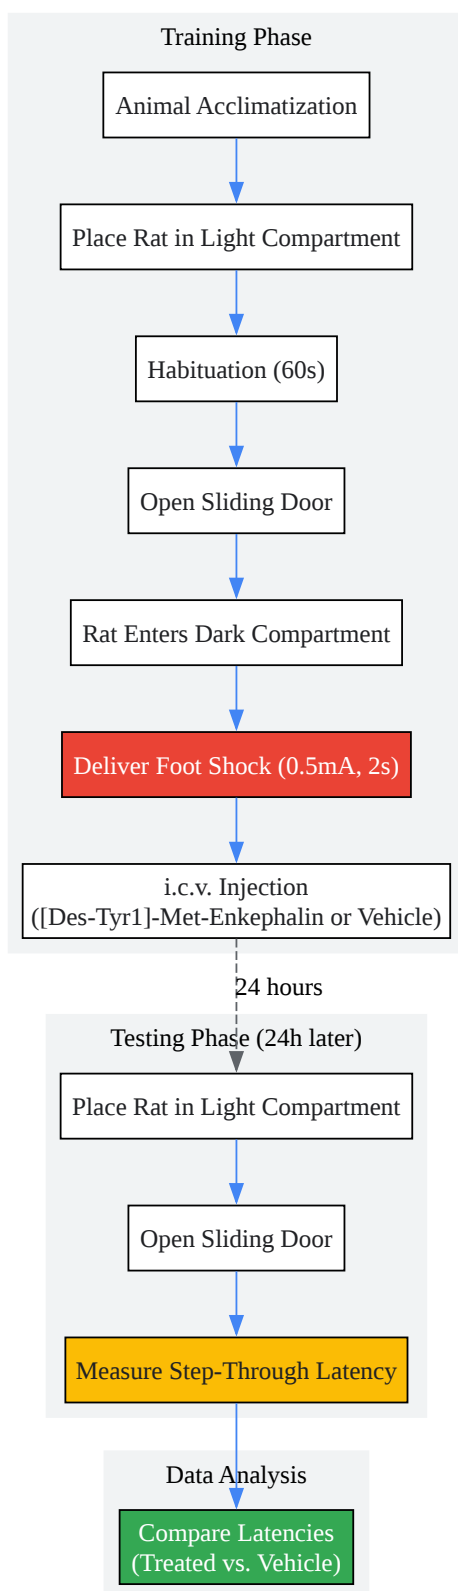 Training Phase
Animal Acclimatization
Place Rat in Light Compartment
Habituation (60s)
Open Sliding Door
Rat Enters Dark Compartment
Deliver Foot Shock (0.5mA, 2s)
i.c.v. Injection
([Des-Tyr1]-Met-Enkephalin or Vehicle)
24 hours
Testing Phase (24h later)
Place Rat in Light Compartment
Open Sliding Door
Measure Step-Through Latency
Data Analysis
Compare Latencies
(Treated vs. Vehicle)